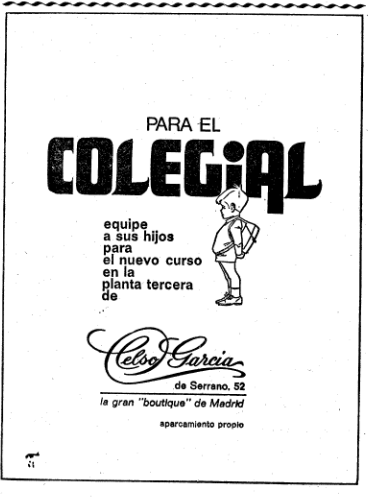 PARA EL
COLEGiAL
equipe
a sus hijos
para
el nuevo curso
en la
planta tercera
de
Celso Garcia
de Serrano, 52
la gran "boutique" de Madrid
aparcamiento propio